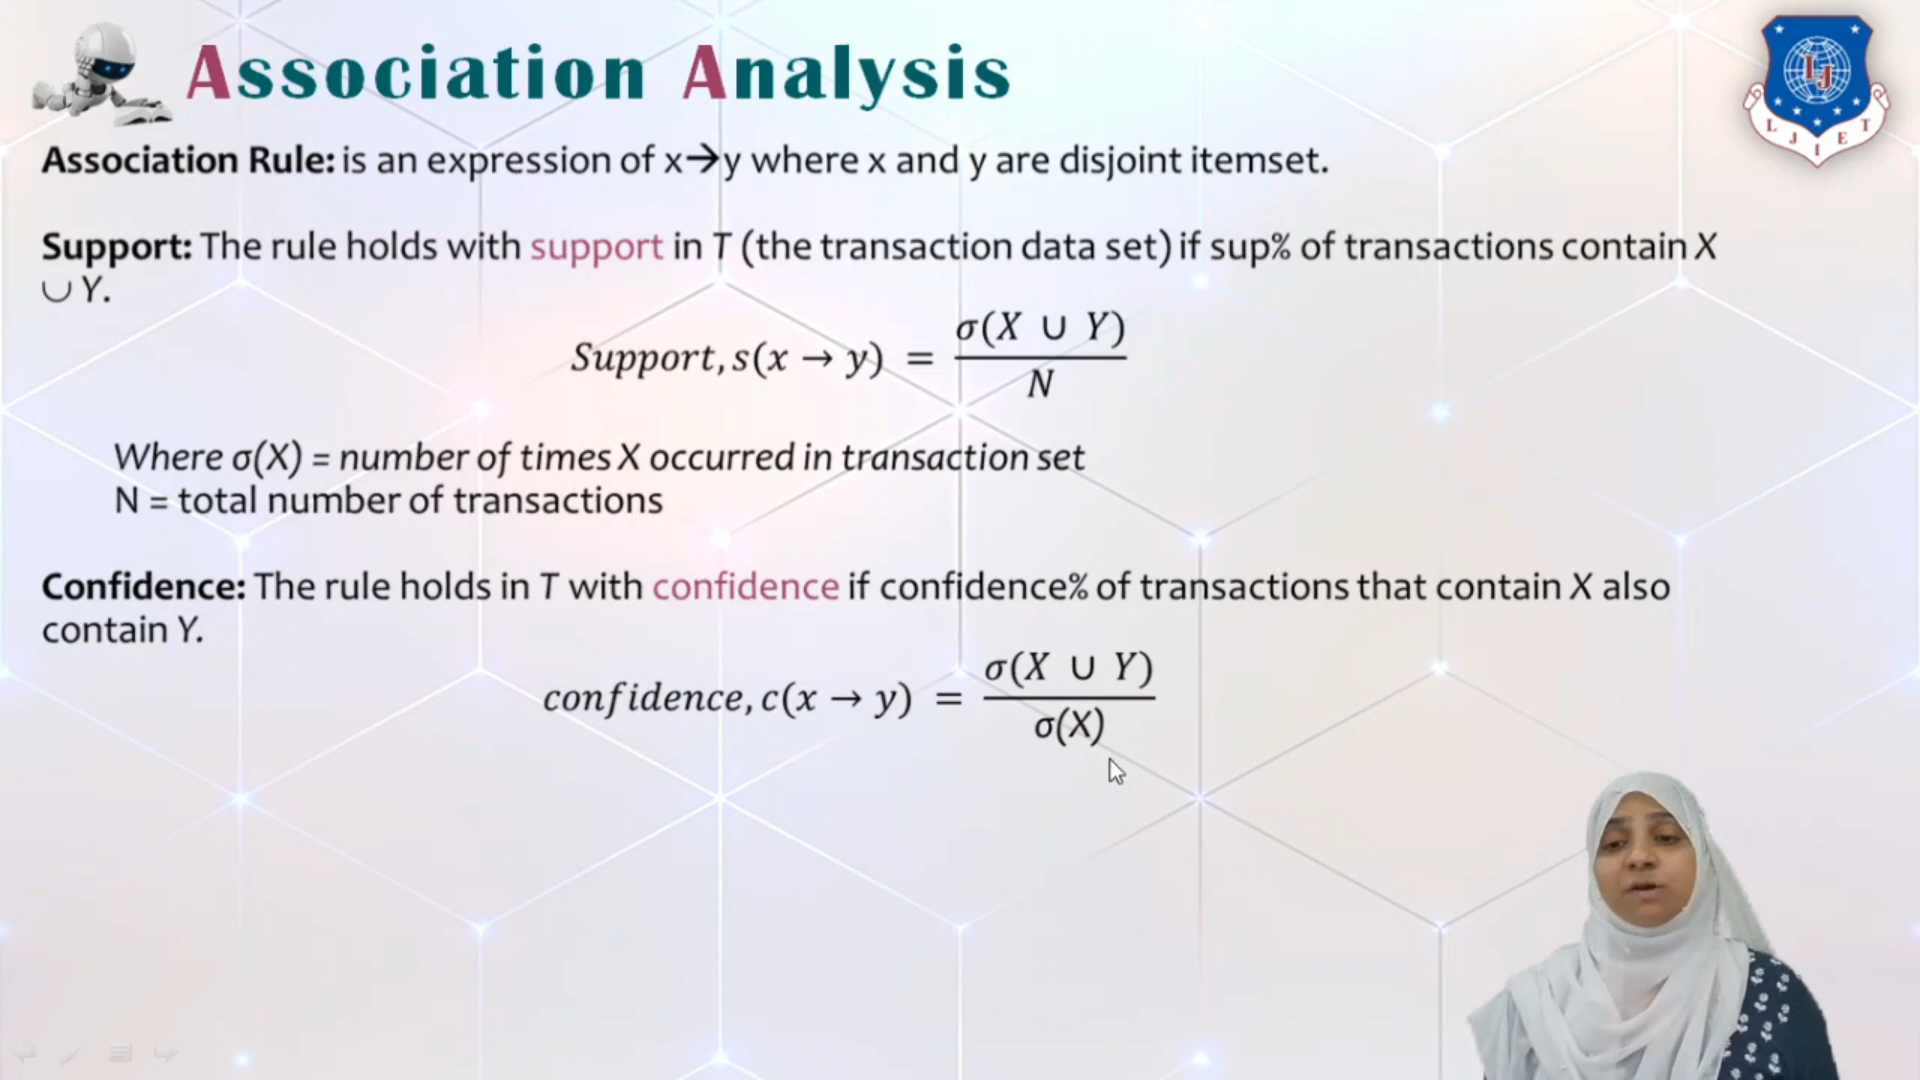 Association Analysis
Association Rule: is an expression of x→y where x and y are disjoint itemset.
Support: The rule holds with support in T (the transaction data set) if sup% of transactions contain X
∪ Y.
Support, s(x → y) = σ(X ∪ Y) / N
Where σ(X) = number of times X occurred in transaction set
N = total number of transactions
Confidence: The rule holds in T with confidence if confidence% of transactions that contain X also
contain Y.
confidence, c(x → y) = σ(X ∪ Y) / σ(X)
LJ
L J I E T